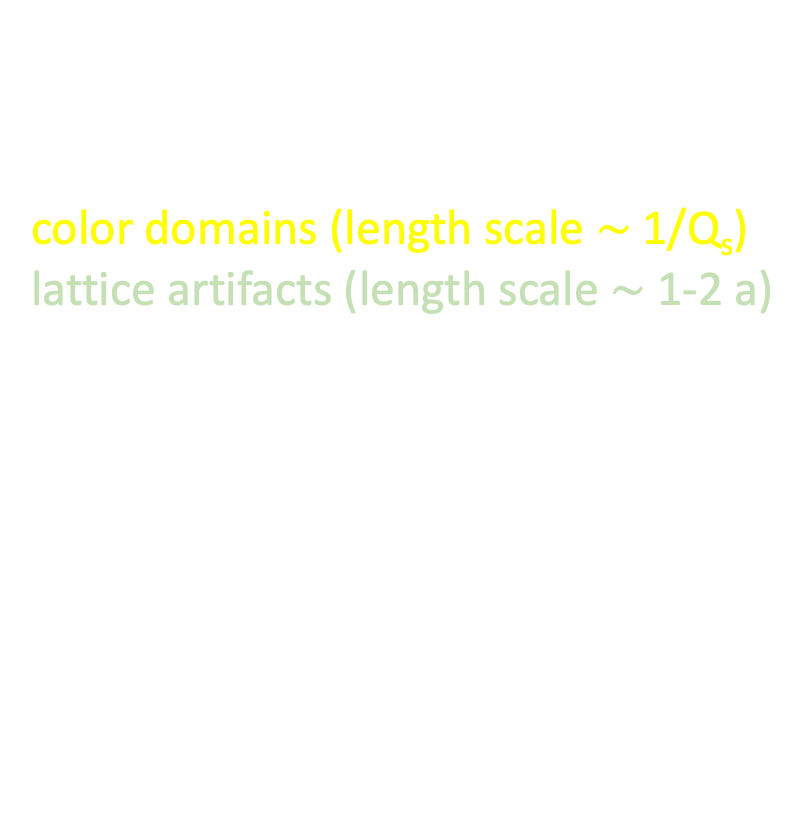 color domains (length scale ~ 1/Qs)
lattice artifacts (length scale ~ 1-2 a)